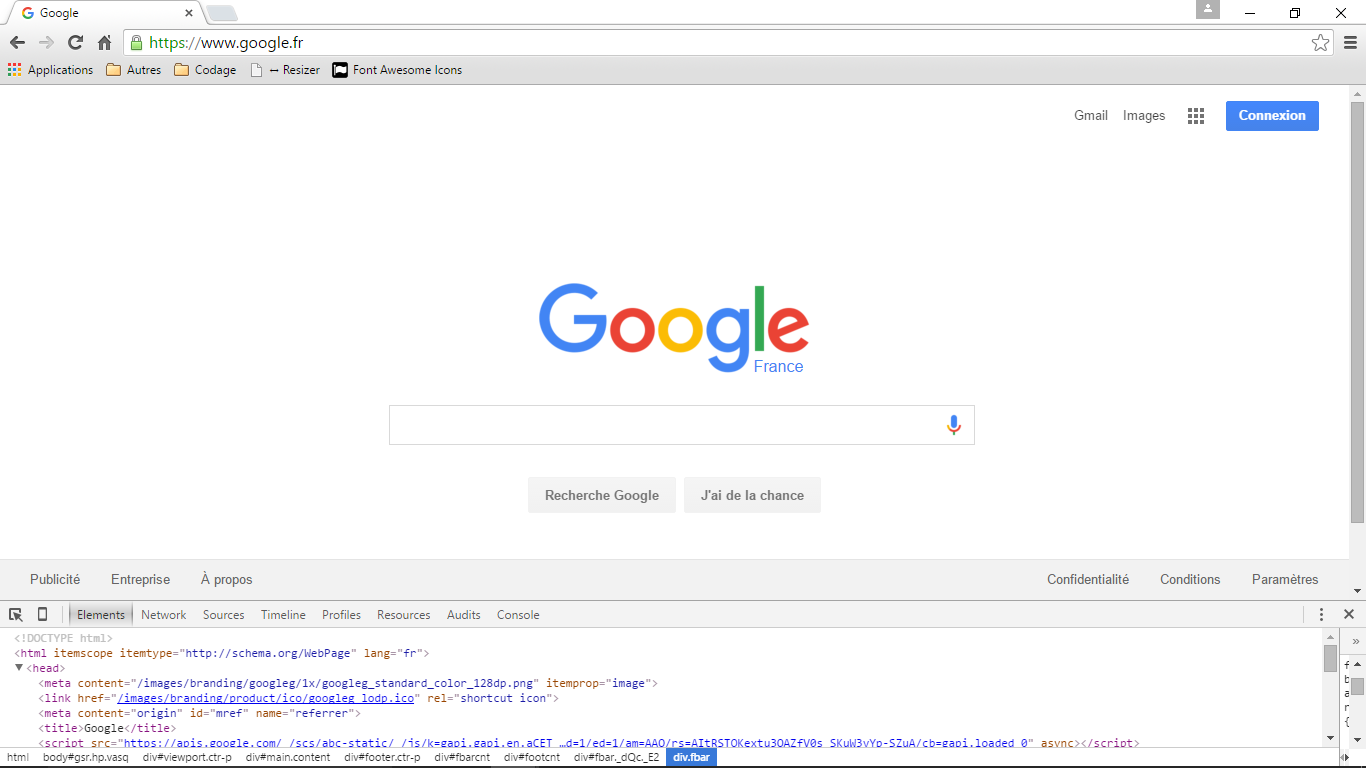 Google
https://www.google.fr
Applications Autres Codage ↔ Resizer Font Awesome Icons
Gmail Images Connexion
Google
France
Recherche Google J'ai de la chance
Publicité Entreprise À propos Confidentialité Conditions Paramètres
Elements Network Sources Timeline Profiles Resources Audits Console
<!DOCTYPE html>
<html itemscope itemtype="http://schema.org/WebPage" lang="fr">
<head>
<meta content="/images/branding/googleg/1x/googleg_standard_color_128dp.png" itemprop="image">
<link href="/images/branding/product/ico/googleg_lodp.ico" rel="shortcut icon">
<meta content="origin" id="mref" name="referrer">
<title>Google</title>
<script src="https://apis.google.com/_/scs/abc-static/_/js/k=gapi.gapi.en.aCET …d=1/ed=1/am=AAQ/rs=AItRSTOKextu3OAZfV0s_SKuW3vYp-SZuA/cb=gapi.loaded_0" async></script>
html body#gsr.hp.vasq div#viewport.ctr-p div#main.content div#footer.ctr-p div#fbarcnt div#footcnt div#fbar._dQc._E2 div.fbar